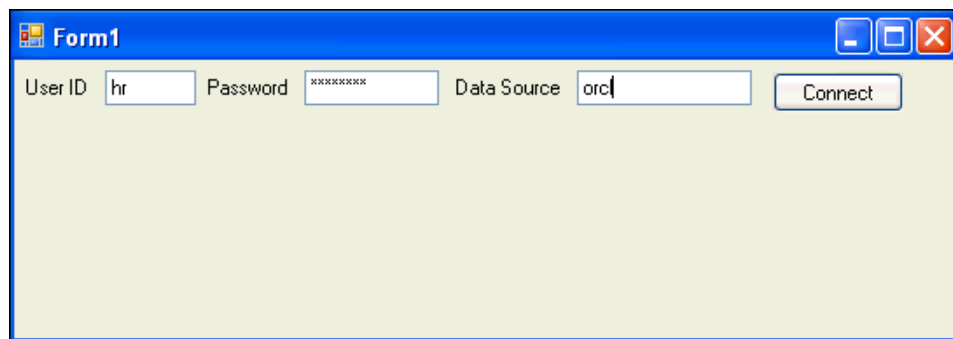 Form1
User ID hr Password ******** Data Source orcl Connect